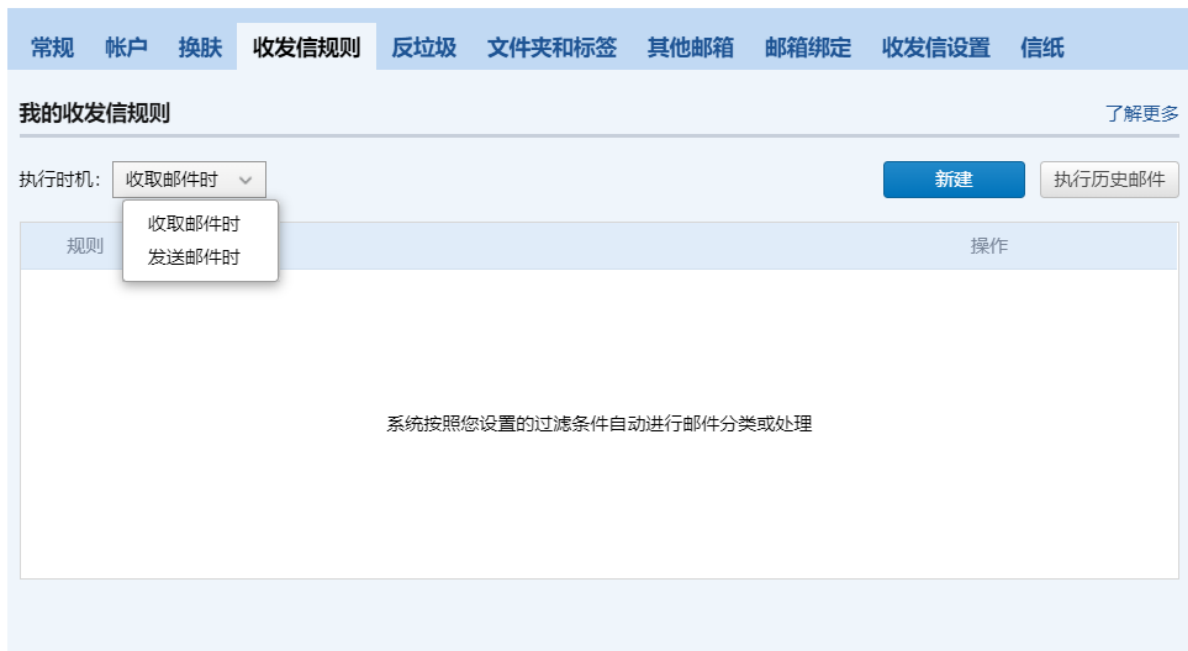 常规 帐户 换肤 收发信规则 反垃圾 文件夹和标签 其他邮箱 邮箱绑定 收发信设置 信纸
我的收发信规则 了解更多
执行时机: 收取邮件时 新建 执行历史邮件
收取邮件时
规则 操作
发送邮件时
系统按照您设置的过滤条件自动进行邮件分类或处理